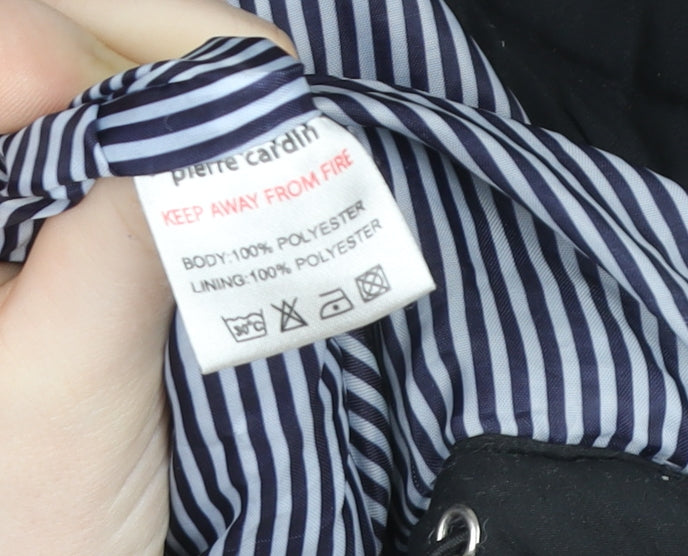 pierre cardin
KEEP AWAY FROM FIRE
BODY:100% POLYESTER
LINING:100% POLYESTER
30°C